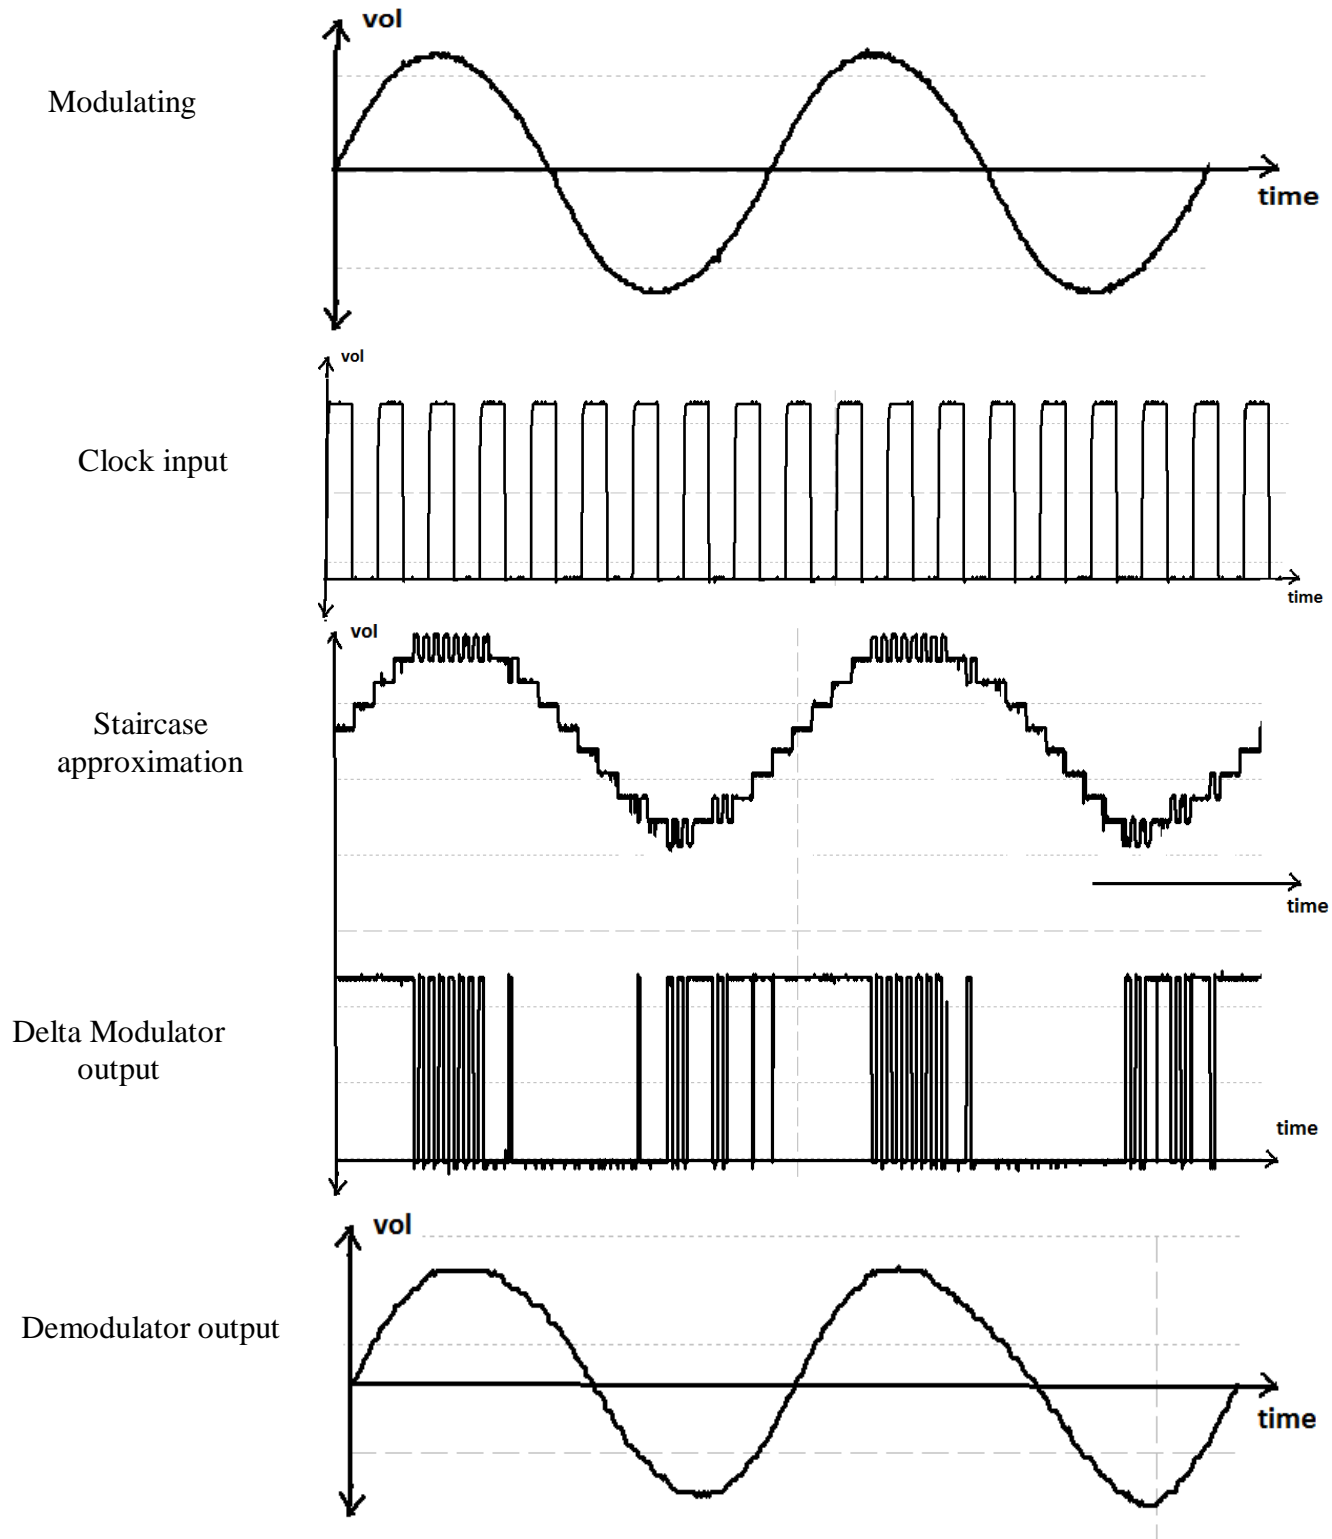 vol
Modulating
time
vol
Clock input
time
vol
Staircase
approximation
time
Delta Modulator
output
time
vol
Demodulator output
time